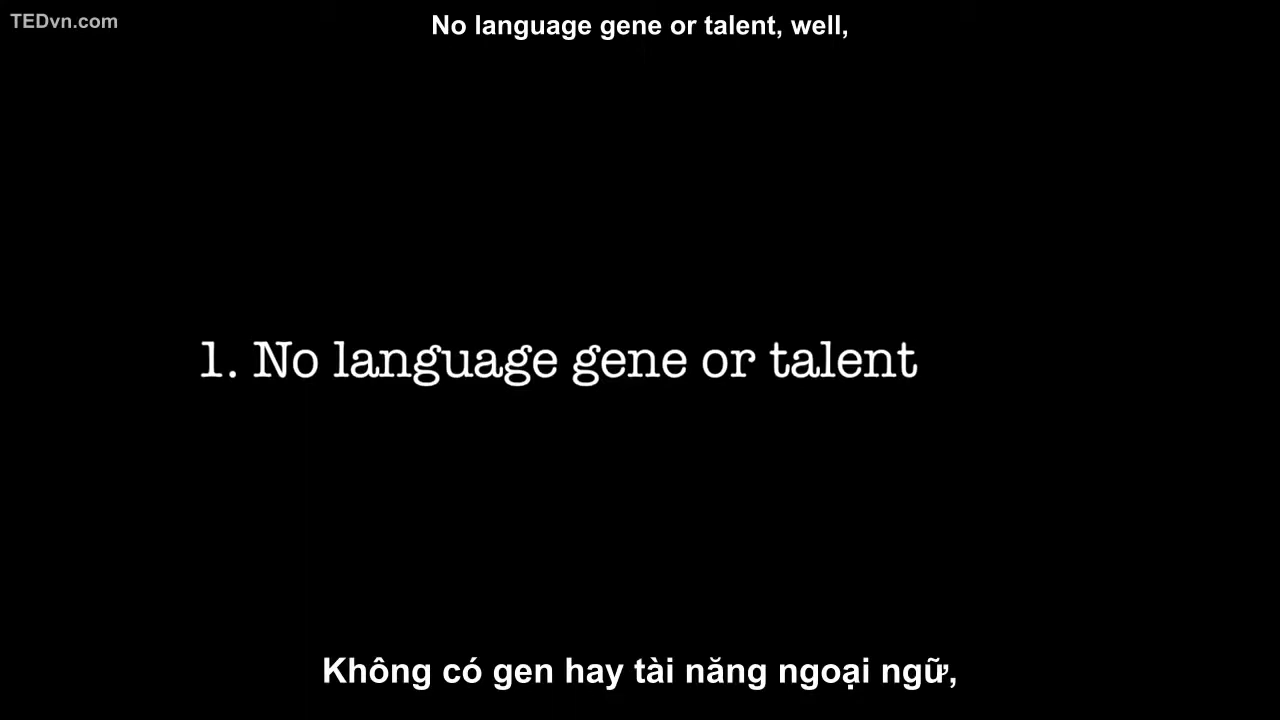 TEDvn.com
No language gene or talent, well,
1. No language gene or talent
Không có gen hay tài năng ngoại ngữ,